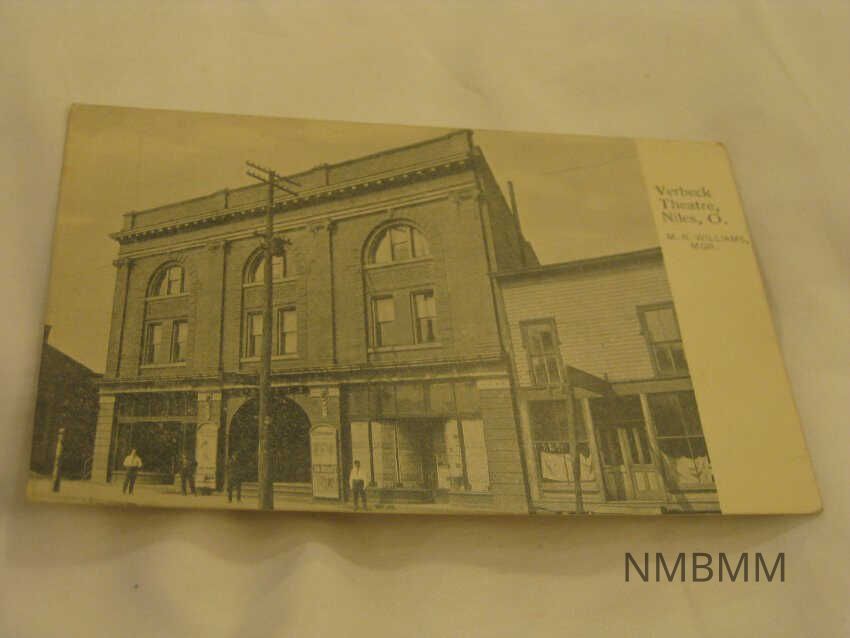 Verbeck
Theatre,
Niles, O.
M. R. WILLIAMS,
MGR.
NMBMM